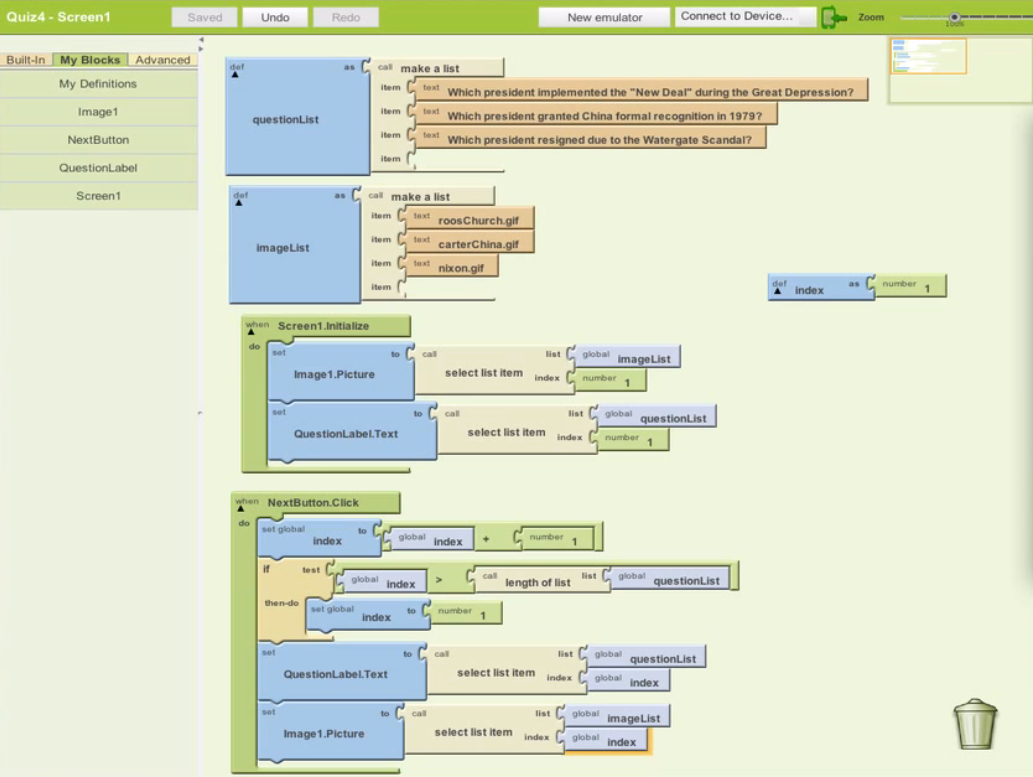 Quiz4 - Screen1
Saved
Undo
Redo
New emulator
Connect to Device...
Zoom
100%
Built-In
My Blocks
Advanced
My Definitions
Image1
NextButton
QuestionLabel
Screen1
def questionList as call make a list
item text Which president implemented the "New Deal" during the Great Depression?
item text Which president granted China formal recognition in 1979?
item text Which president resigned due to the Watergate Scandal?
item
def imageList as call make a list
item text roosChurch.gif
item text carterChina.gif
item text nixon.gif
item
def index as number 1
when Screen1.Initialize
do
set Image1.Picture to call select list item list global imageList
index number 1
set QuestionLabel.Text to call select list item list global questionList
index number 1
when NextButton.Click
do
set global index to global index + number 1
if test global index > call length of list list global questionList
then-do set global index to number 1
set QuestionLabel.Text to call select list item list global questionList
index global index
set Image1.Picture to call select list item list global imageList
index global index